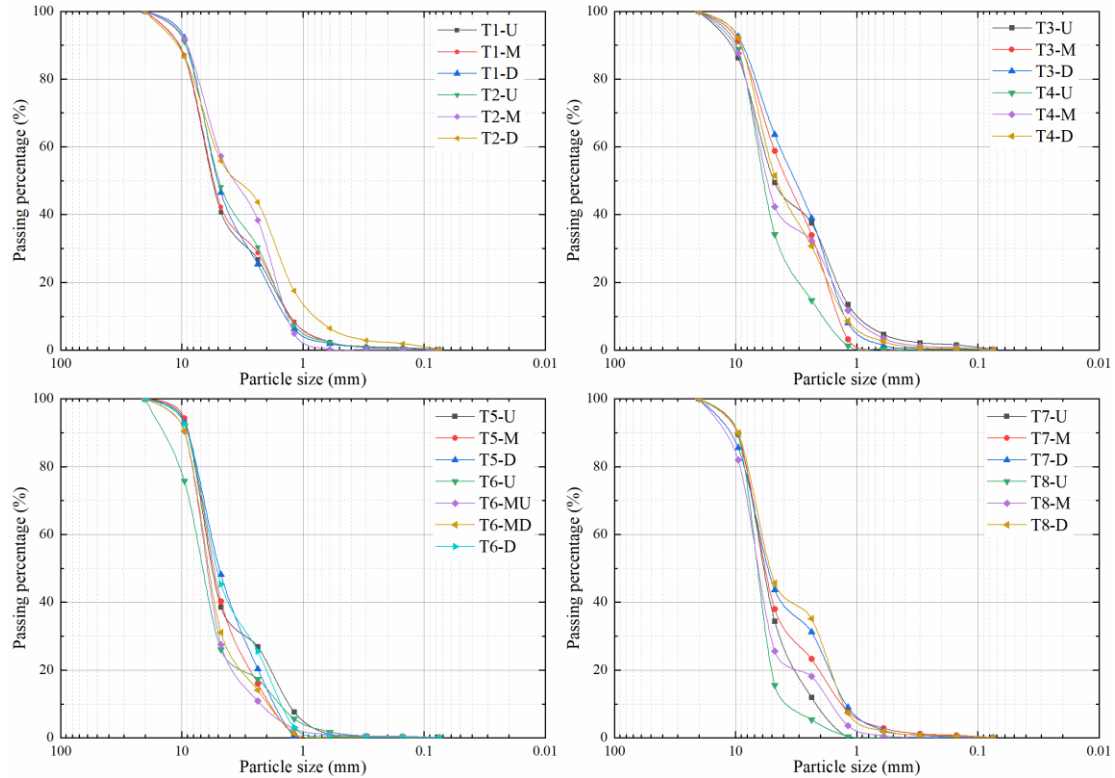 100
80
60
40
20
0
Passing percentage (%)
T1-U
T1-M
T1-D
T2-U
T2-M
T2-D
100 10 1 0.1 0.01
Particle size (mm)
100
80
60
40
20
0
Passing percentage (%)
T3-U
T3-M
T3-D
T4-U
T4-M
T4-D
100 10 1 0.1 0.01
Particle size (mm)
100
80
60
40
20
0
Passing percentage (%)
T5-U
T5-M
T5-D
T6-U
T6-MU
T6-MD
T6-D
100 10 1 0.1 0.01
Particle size (mm)
100
80
60
40
20
0
Passing percentage (%)
T7-U
T7-M
T7-D
T8-U
T8-M
T8-D
100 10 1 0.1 0.01
Particle size (mm)